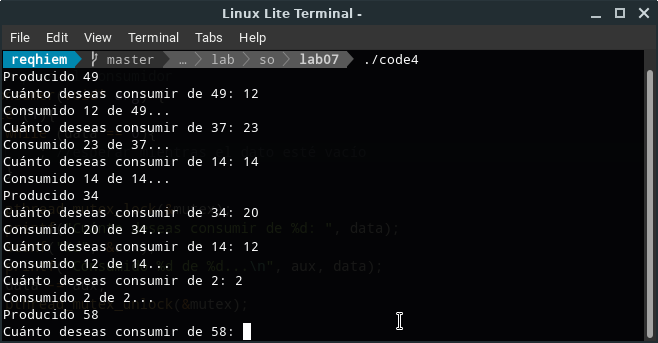 Linux Lite Terminal -
File Edit View Terminal Tabs Help
reqhiem master … lab so lab07 ./code4
Producido 49
Cuánto deseas consumir de 49: 12
Consumido 12 de 49...
Cuánto deseas consumir de 37: 23
Consumido 23 de 37...
Cuánto deseas consumir de 14: 14
Consumido 14 de 14...
Producido 34
Cuánto deseas consumir de 34: 20
Consumido 20 de 34...
Cuánto deseas consumir de 14: 12
Consumido 12 de 14...
Cuánto deseas consumir de 2: 2
Consumido 2 de 2...
Producido 58
Cuánto deseas consumir de 58: